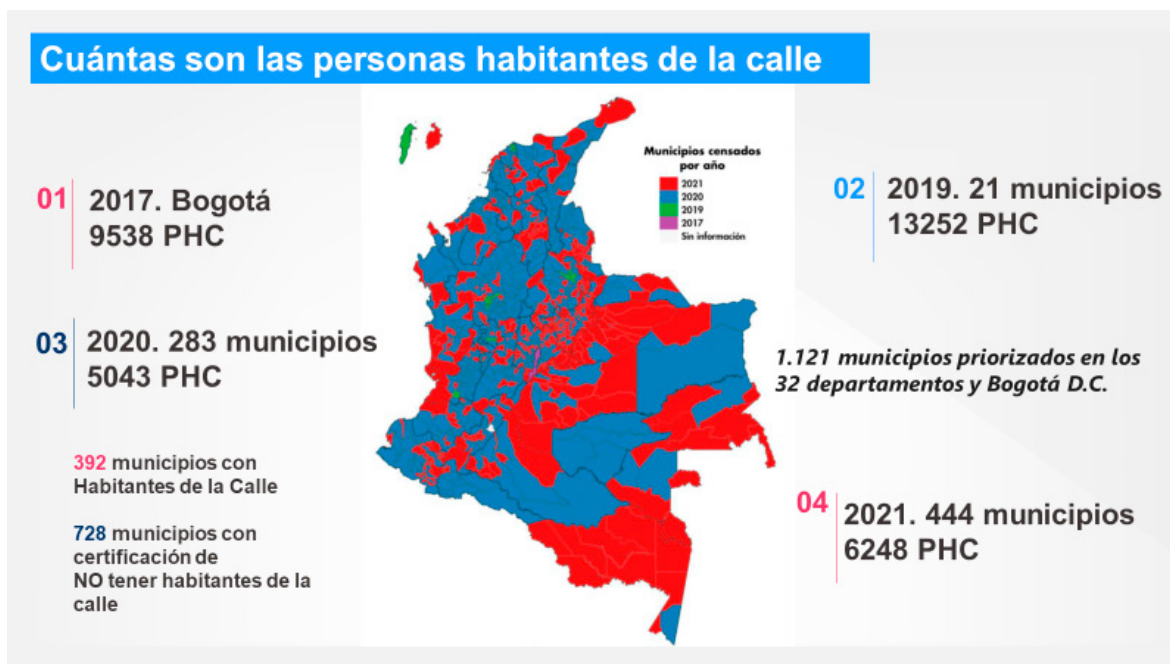 Cuántas son las personas habitantes de la calle
01
2017. Bogotá
9538 PHC
Municipios censados
por año
2021
2020
2019
2017
Sin información
02
2019. 21 municipios
13252 PHC
03
2020. 283 municipios
5043 PHC
1.121 municipios priorizados en los
32 departamentos y Bogotá D.C.
392 municipios con
Habitantes de la Calle
728 municipios con
certificación de
NO tener habitantes de la
calle
04
2021. 444 municipios
6248 PHC